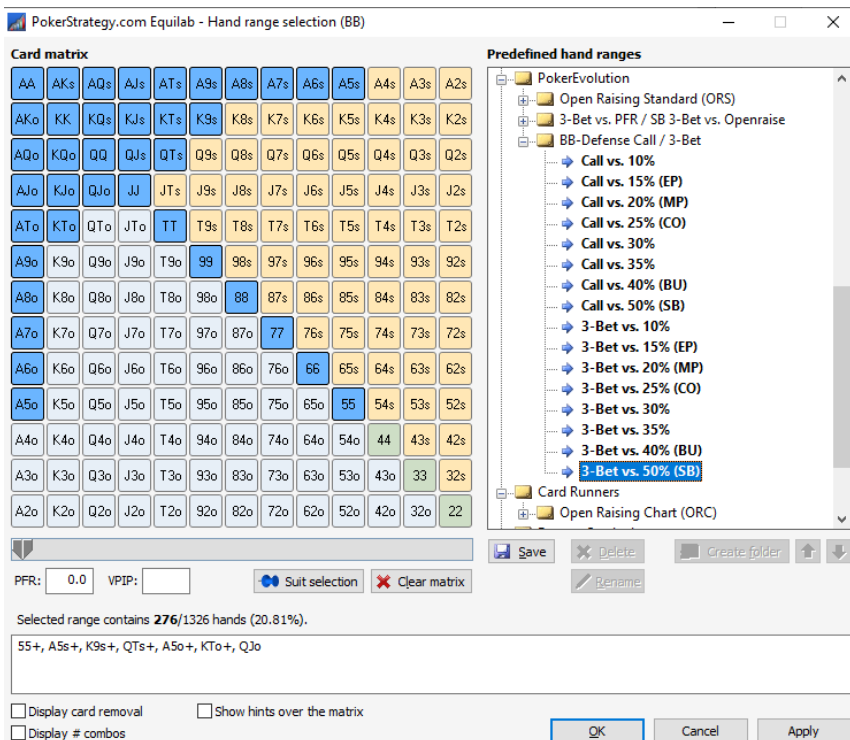 PokerStrategy.com Equilab - Hand range selection (BB)
Card matrix
Predefined hand ranges
AA AKs AQs AJs ATs A9s A8s A7s A6s A5s A4s A3s A2s
AKo KK KQs KJs KTs K9s K8s K7s K6s K5s K4s K3s K2s
AQo KQo QQ QJs QTs Q9s Q8s Q7s Q6s Q5s Q4s Q3s Q2s
AJo KJo QJo JJ JTs J9s J8s J7s J6s J5s J4s J3s J2s
ATo KTo QTo JTo TT T9s T8s T7s T6s T5s T4s T3s T2s
A9o K9o Q9o J9o T9o 99 98s 97s 96s 95s 94s 93s 92s
A8o K8o Q8o J8o T8o 98o 88 87s 86s 85s 84s 83s 82s
A7o K7o Q7o J7o T7o 97o 87o 77 76s 75s 74s 73s 72s
A6o K6o Q6o J6o T6o 96o 86o 76o 66 65s 64s 63s 62s
A5o K5o Q5o J5o T5o 95o 85o 75o 65o 55 54s 53s 52s
A4o K4o Q4o J4o T4o 94o 84o 74o 64o 54o 44 43s 42s
A3o K3o Q3o J3o T3o 93o 83o 73o 63o 53o 43o 33 32s
A2o K2o Q2o J2o T2o 92o 82o 72o 62o 52o 42o 32o 22
PokerEvolution
Open Raising Standard (ORS)
3-Bet vs. PFR / SB 3-Bet vs. Openraise
BB-Defense Call / 3-Bet
Call vs. 10%
Call vs. 15% (EP)
Call vs. 20% (MP)
Call vs. 25% (CO)
Call vs. 30%
Call vs. 35%
Call vs. 40% (BU)
Call vs. 50% (SB)
3-Bet vs. 10%
3-Bet vs. 15% (EP)
3-Bet vs. 20% (MP)
3-Bet vs. 25% (CO)
3-Bet vs. 30%
3-Bet vs. 35%
3-Bet vs. 40% (BU)
3-Bet vs. 50% (SB)
Card Runners
Open Raising Chart (ORC)
Save Delete Create folder
Rename
PFR: 0.0 VPIP: Suit selection Clear matrix
Selected range contains 276/1326 hands (20.81%).
55+, A5s+, K9s+, QTs+, A5o+, KTo+, QJo
Display card removal Show hints over the matrix
Display # combos
OK Cancel Apply